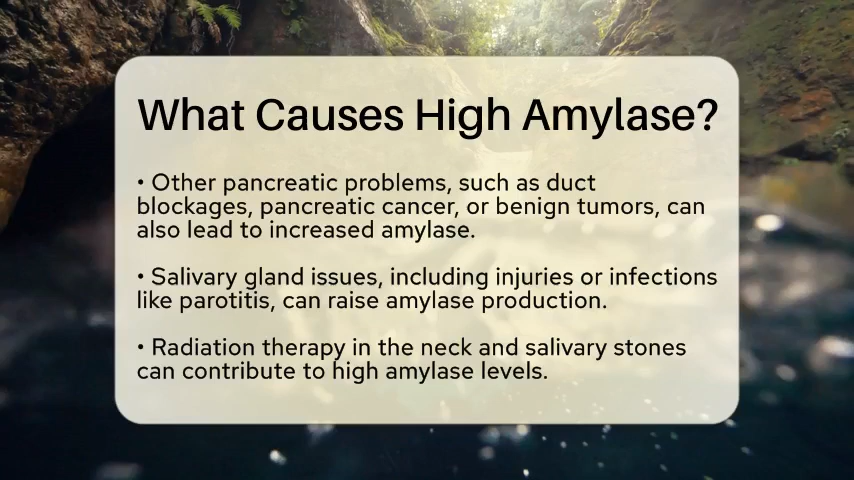 What Causes High Amylase?
• Other pancreatic problems, such as duct
blockages, pancreatic cancer, or benign tumors, can
also lead to increased amylase.
• Salivary gland issues, including injuries or infections
like parotitis, can raise amylase production.
• Radiation therapy in the neck and salivary stones
can contribute to high amylase levels.